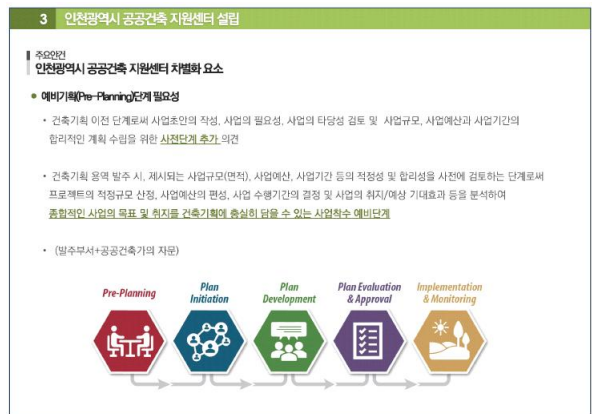 3 인천광역시 공공건축 지원센터 설립
주요안건
인천광역시 공공건축 지원센터 차별화 요소
● 예비기획(Pre-Planning)단계 필요성
• 건축기획 이전 단계로써 사업초안의 작성, 사업의 필요성, 사업의 타당성 검토 및 사업규모, 사업예산과 사업기간의
합리적인 계획 수립을 위한 사전단계 추가 의견
• 건축기획 용역 발주 시, 제시되는 사업규모(면적), 사업예산, 사업기간 등의 적정성 및 합리성을 사전에 검토하는 단계로써
프로젝트의 적정규모 산정, 사업예산의 편성, 사업 수행기간의 결정 및 사업의 취지/예상 기대효과 등을 분석하여
종합적인 사업의 목표 및 취지를 건축기획에 충실히 담을 수 있는 사업착수 예비단계
• (발주부서+공공건축가의 자문)
Pre-Planning
Plan
Initiation
Plan
Development
Plan Evaluation
& Approval
Implementation
& Monitoring